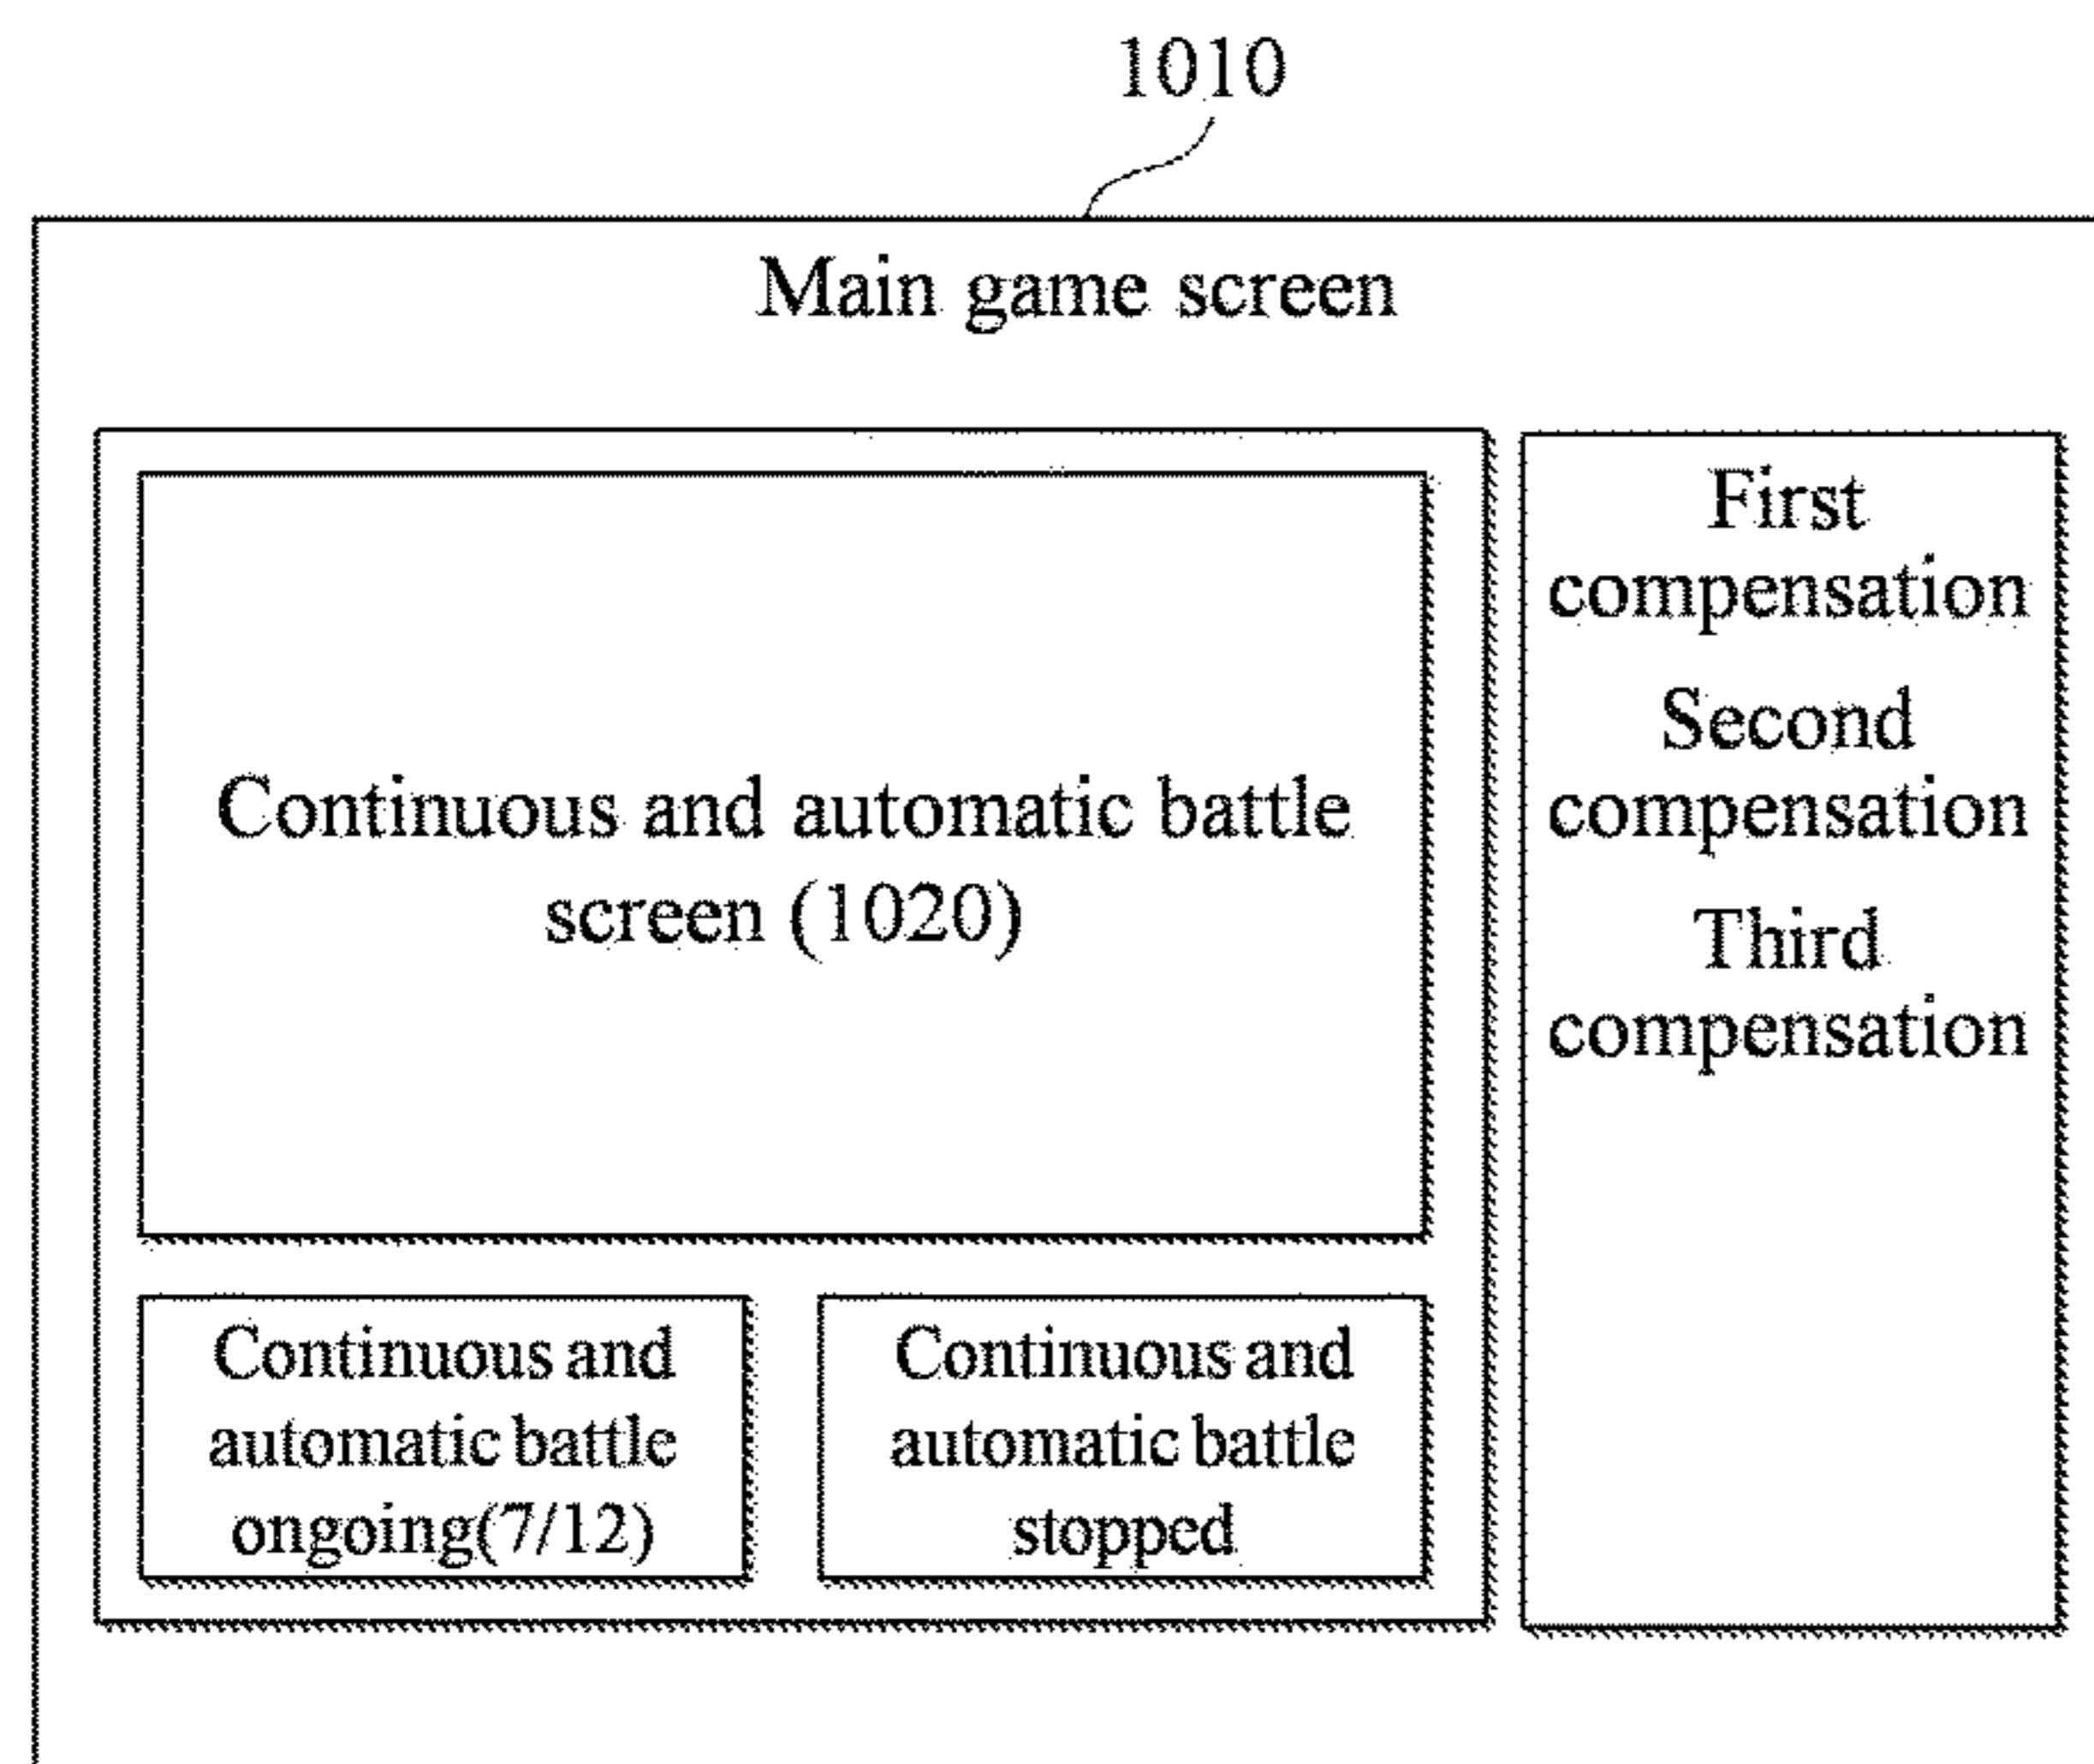 1010
Main game screen
Continuous and automatic battle
screen (1020)
Continuous and
automatic battle
ongoing(7/12)
Continuous and
automatic battle
stopped
First
compensation
Second
compensation
Third
compensation